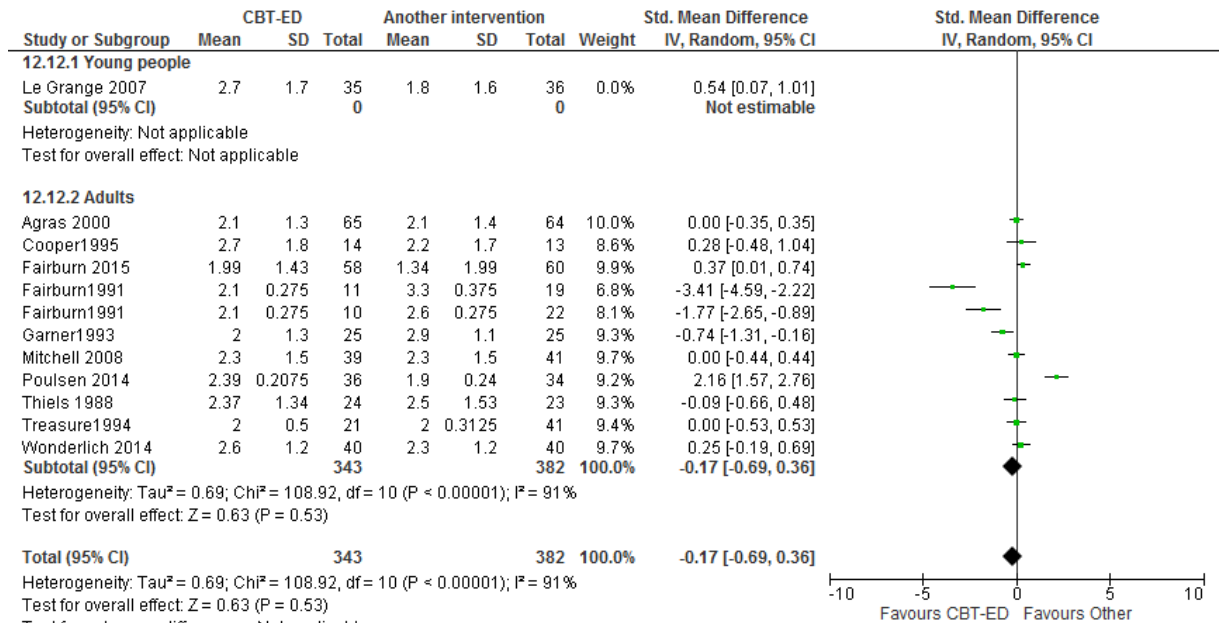 CBT-ED Another intervention Std. Mean Difference Std. Mean Difference
Study or Subgroup Mean SD Total Mean SD Total Weight IV, Random, 95% CI IV, Random, 95% CI
12.12.1 Young people
Le Grange 2007 2.7 1.7 35 1.8 1.6 36 0.0% 0.54 [0.07, 1.01]
Subtotal (95% CI) 0 0 Not estimable
Heterogeneity: Not applicable
Test for overall effect: Not applicable
12.12.2 Adults
Agras 2000 2.1 1.3 65 2.1 1.4 64 10.0% 0.00 [-0.35, 0.35]
Cooper1995 2.7 1.8 14 2.2 1.7 13 8.6% 0.28 [-0.48, 1.04]
Fairburn 2015 1.99 1.43 58 1.34 1.99 60 9.9% 0.37 [0.01, 0.74]
Fairburn1991 2.1 0.275 11 3.3 0.375 19 6.8% -3.41 [-4.59, -2.22]
Fairburn1991 2.1 0.275 10 2.6 0.275 22 8.1% -1.77 [-2.65, -0.89]
Garner1993 2 1.3 25 2.9 1.1 25 9.3% -0.74 [-1.31, -0.16]
Mitchell 2008 2.3 1.5 39 2.3 1.5 41 9.7% 0.00 [-0.44, 0.44]
Poulsen 2014 2.39 0.2075 36 1.9 0.24 34 9.2% 2.16 [1.57, 2.76]
Thiels 1988 2.37 1.34 24 2.5 1.53 23 9.3% -0.09 [-0.66, 0.48]
Treasure1994 2 0.5 21 2 0.3125 41 9.4% 0.00 [-0.53, 0.53]
Wonderlich 2014 2.6 1.2 40 2.3 1.2 40 9.7% 0.25 [-0.19, 0.69]
Subtotal (95% CI) 343 382 100.0% -0.17 [-0.69, 0.36]
Heterogeneity: Tau² = 0.69; Chi² = 108.92, df = 10 (P < 0.00001); I² = 91%
Test for overall effect: Z = 0.63 (P = 0.53)
Total (95% CI) 343 382 100.0% -0.17 [-0.69, 0.36]
Heterogeneity: Tau² = 0.69; Chi² = 108.92, df = 10 (P < 0.00001); I² = 91%
-10 -5 0 5 10
Test for overall effect: Z = 0.63 (P = 0.53)
Favours CBT-ED Favours Other